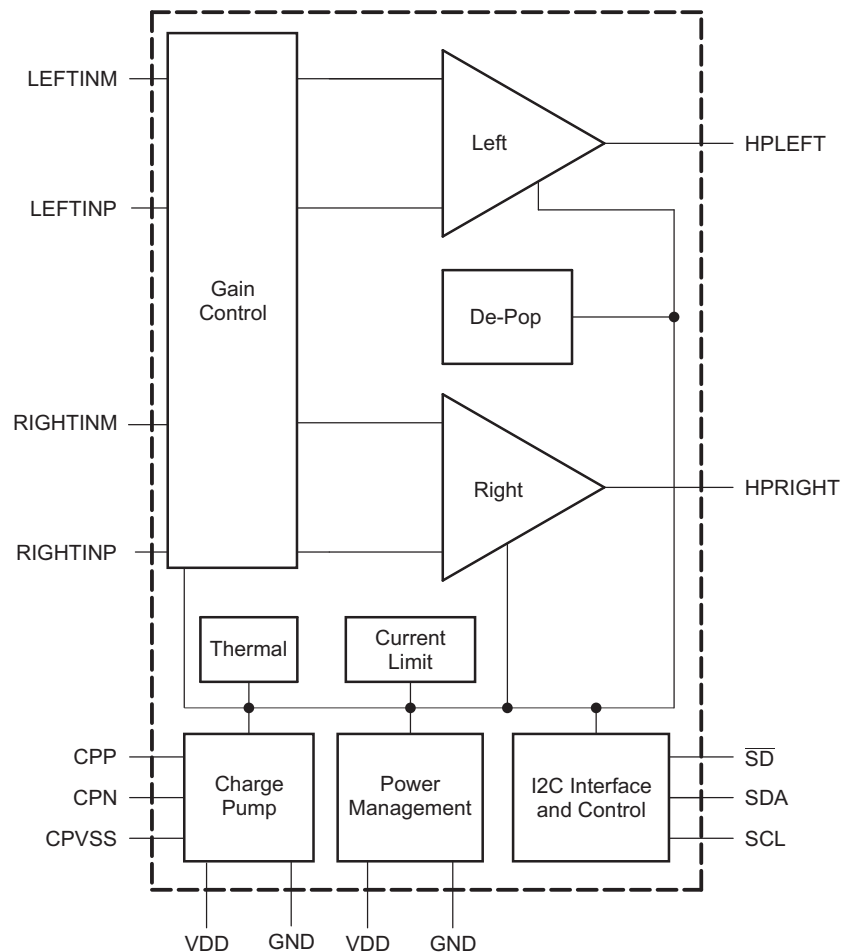 LEFTINM
Left
HPLEFT
LEFTINP
Gain
Control
De-Pop
RIGHTINM
Right
HPRIGHT
RIGHTINP
Thermal
Current
Limit
CPP
CPN
CPVSS
Charge
Pump
Power
Management
I2C Interface
and Control
S̅D̅
SDA
SCL
VDD
GND
VDD
GND